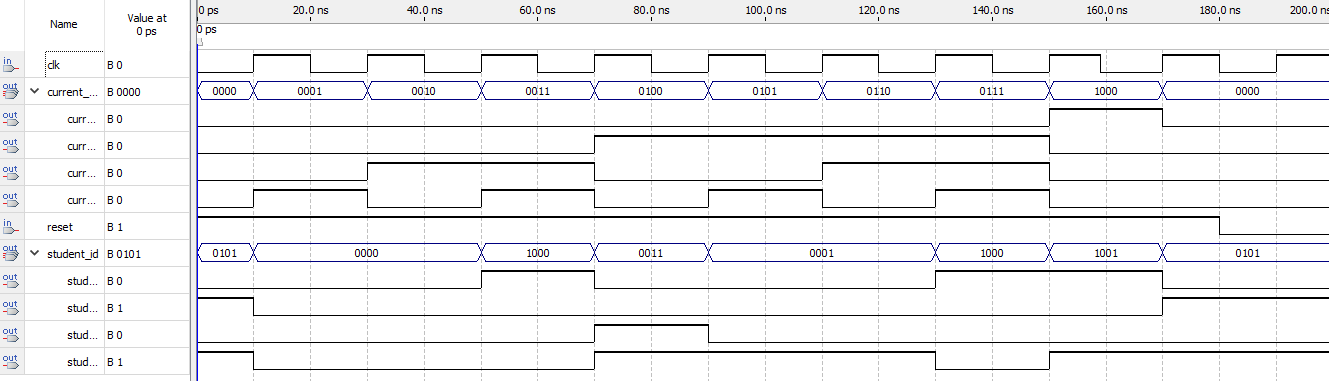 Name Value at 0 ps
0 ps 20.0 ns 40.0 ns 60.0 ns 80.0 ns 100.0 ns 120.0 ns 140.0 ns 160.0 ns 180.0 ns 200.0 ns
0 ps
in clk B 0
out current_... B 0000 0000 0001 0010 0011 0100 0101 0110 0111 1000 0000
out curr... B 0
out curr... B 0
out curr... B 0
out curr... B 0
in reset B 1
out student_id B 0101 0101 0000 1000 0011 0001 1000 1001 0101
out stud... B 0
out stud... B 1
out stud... B 0
out stud... B 1